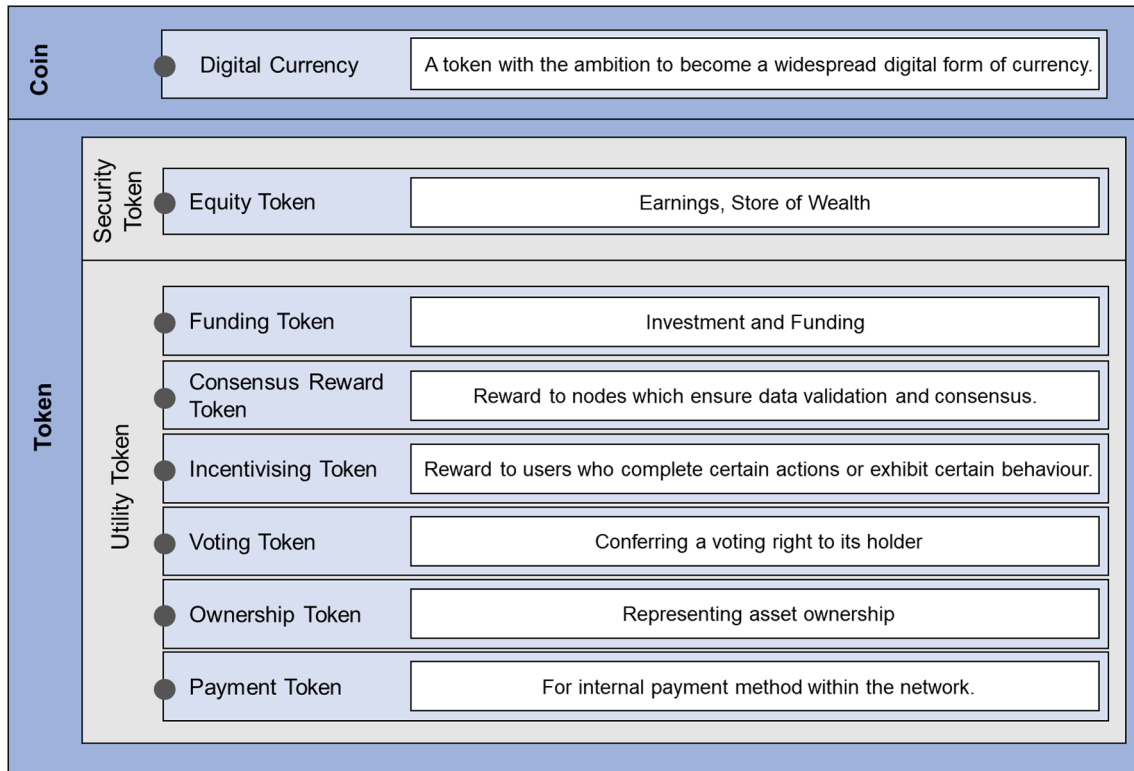 Coin
Digital Currency
A token with the ambition to become a widespread digital form of currency.
Token
Security
Token
Equity Token
Earnings, Store of Wealth
Utility Token
Funding Token
Investment and Funding
Consensus Reward
Token
Reward to nodes which ensure data validation and consensus.
Incentivising Token
Reward to users who complete certain actions or exhibit certain behaviour.
Voting Token
Conferring a voting right to its holder
Ownership Token
Representing asset ownership
Payment Token
For internal payment method within the network.